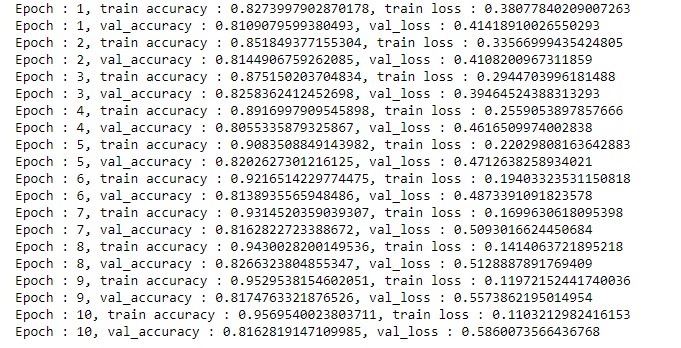 Epoch : 1, train accuracy : 0.8273997902870178, train loss : 0.38077840209007263
Epoch : 1, val_accuracy : 0.8109079599380493, val_loss : 0.41418910026550293
Epoch : 2, train accuracy : 0.851849377155304, train loss : 0.33566999435424805
Epoch : 2, val_accuracy : 0.8144906759262085, val_loss : 0.4108200967311859
Epoch : 3, train accuracy : 0.875150203704834, train loss : 0.2944703996181488
Epoch : 3, val_accuracy : 0.8258362412452698, val_loss : 0.39464524388313293
Epoch : 4, train accuracy : 0.8916997909545898, train loss : 0.2559053897857666
Epoch : 4, val_accuracy : 0.8055335879325867, val_loss : 0.4616509974002838
Epoch : 5, train accuracy : 0.9083508849143982, train loss : 0.22029808163642883
Epoch : 5, val_accuracy : 0.8202627301216125, val_loss : 0.4712638258934021
Epoch : 6, train accuracy : 0.9216514229774475, train loss : 0.19403323531150818
Epoch : 6, val_accuracy : 0.8138935565948486, val_loss : 0.4873391091823578
Epoch : 7, train accuracy : 0.9314520359039307, train loss : 0.1699630618095398
Epoch : 7, val_accuracy : 0.8162822723388672, val_loss : 0.5093016624450684
Epoch : 8, train accuracy : 0.9430028200149536, train loss : 0.1414063721895218
Epoch : 8, val_accuracy : 0.8266323804855347, val_loss : 0.5128887891769409
Epoch : 9, train accuracy : 0.9529538154602051, train loss : 0.11972152441740036
Epoch : 9, val_accuracy : 0.8174763321876526, val_loss : 0.5573862195014954
Epoch : 10, train accuracy : 0.9569540023803711, train loss : 0.1103212982416153
Epoch : 10, val_accuracy : 0.8162819147109985, val_loss : 0.5860073566436768